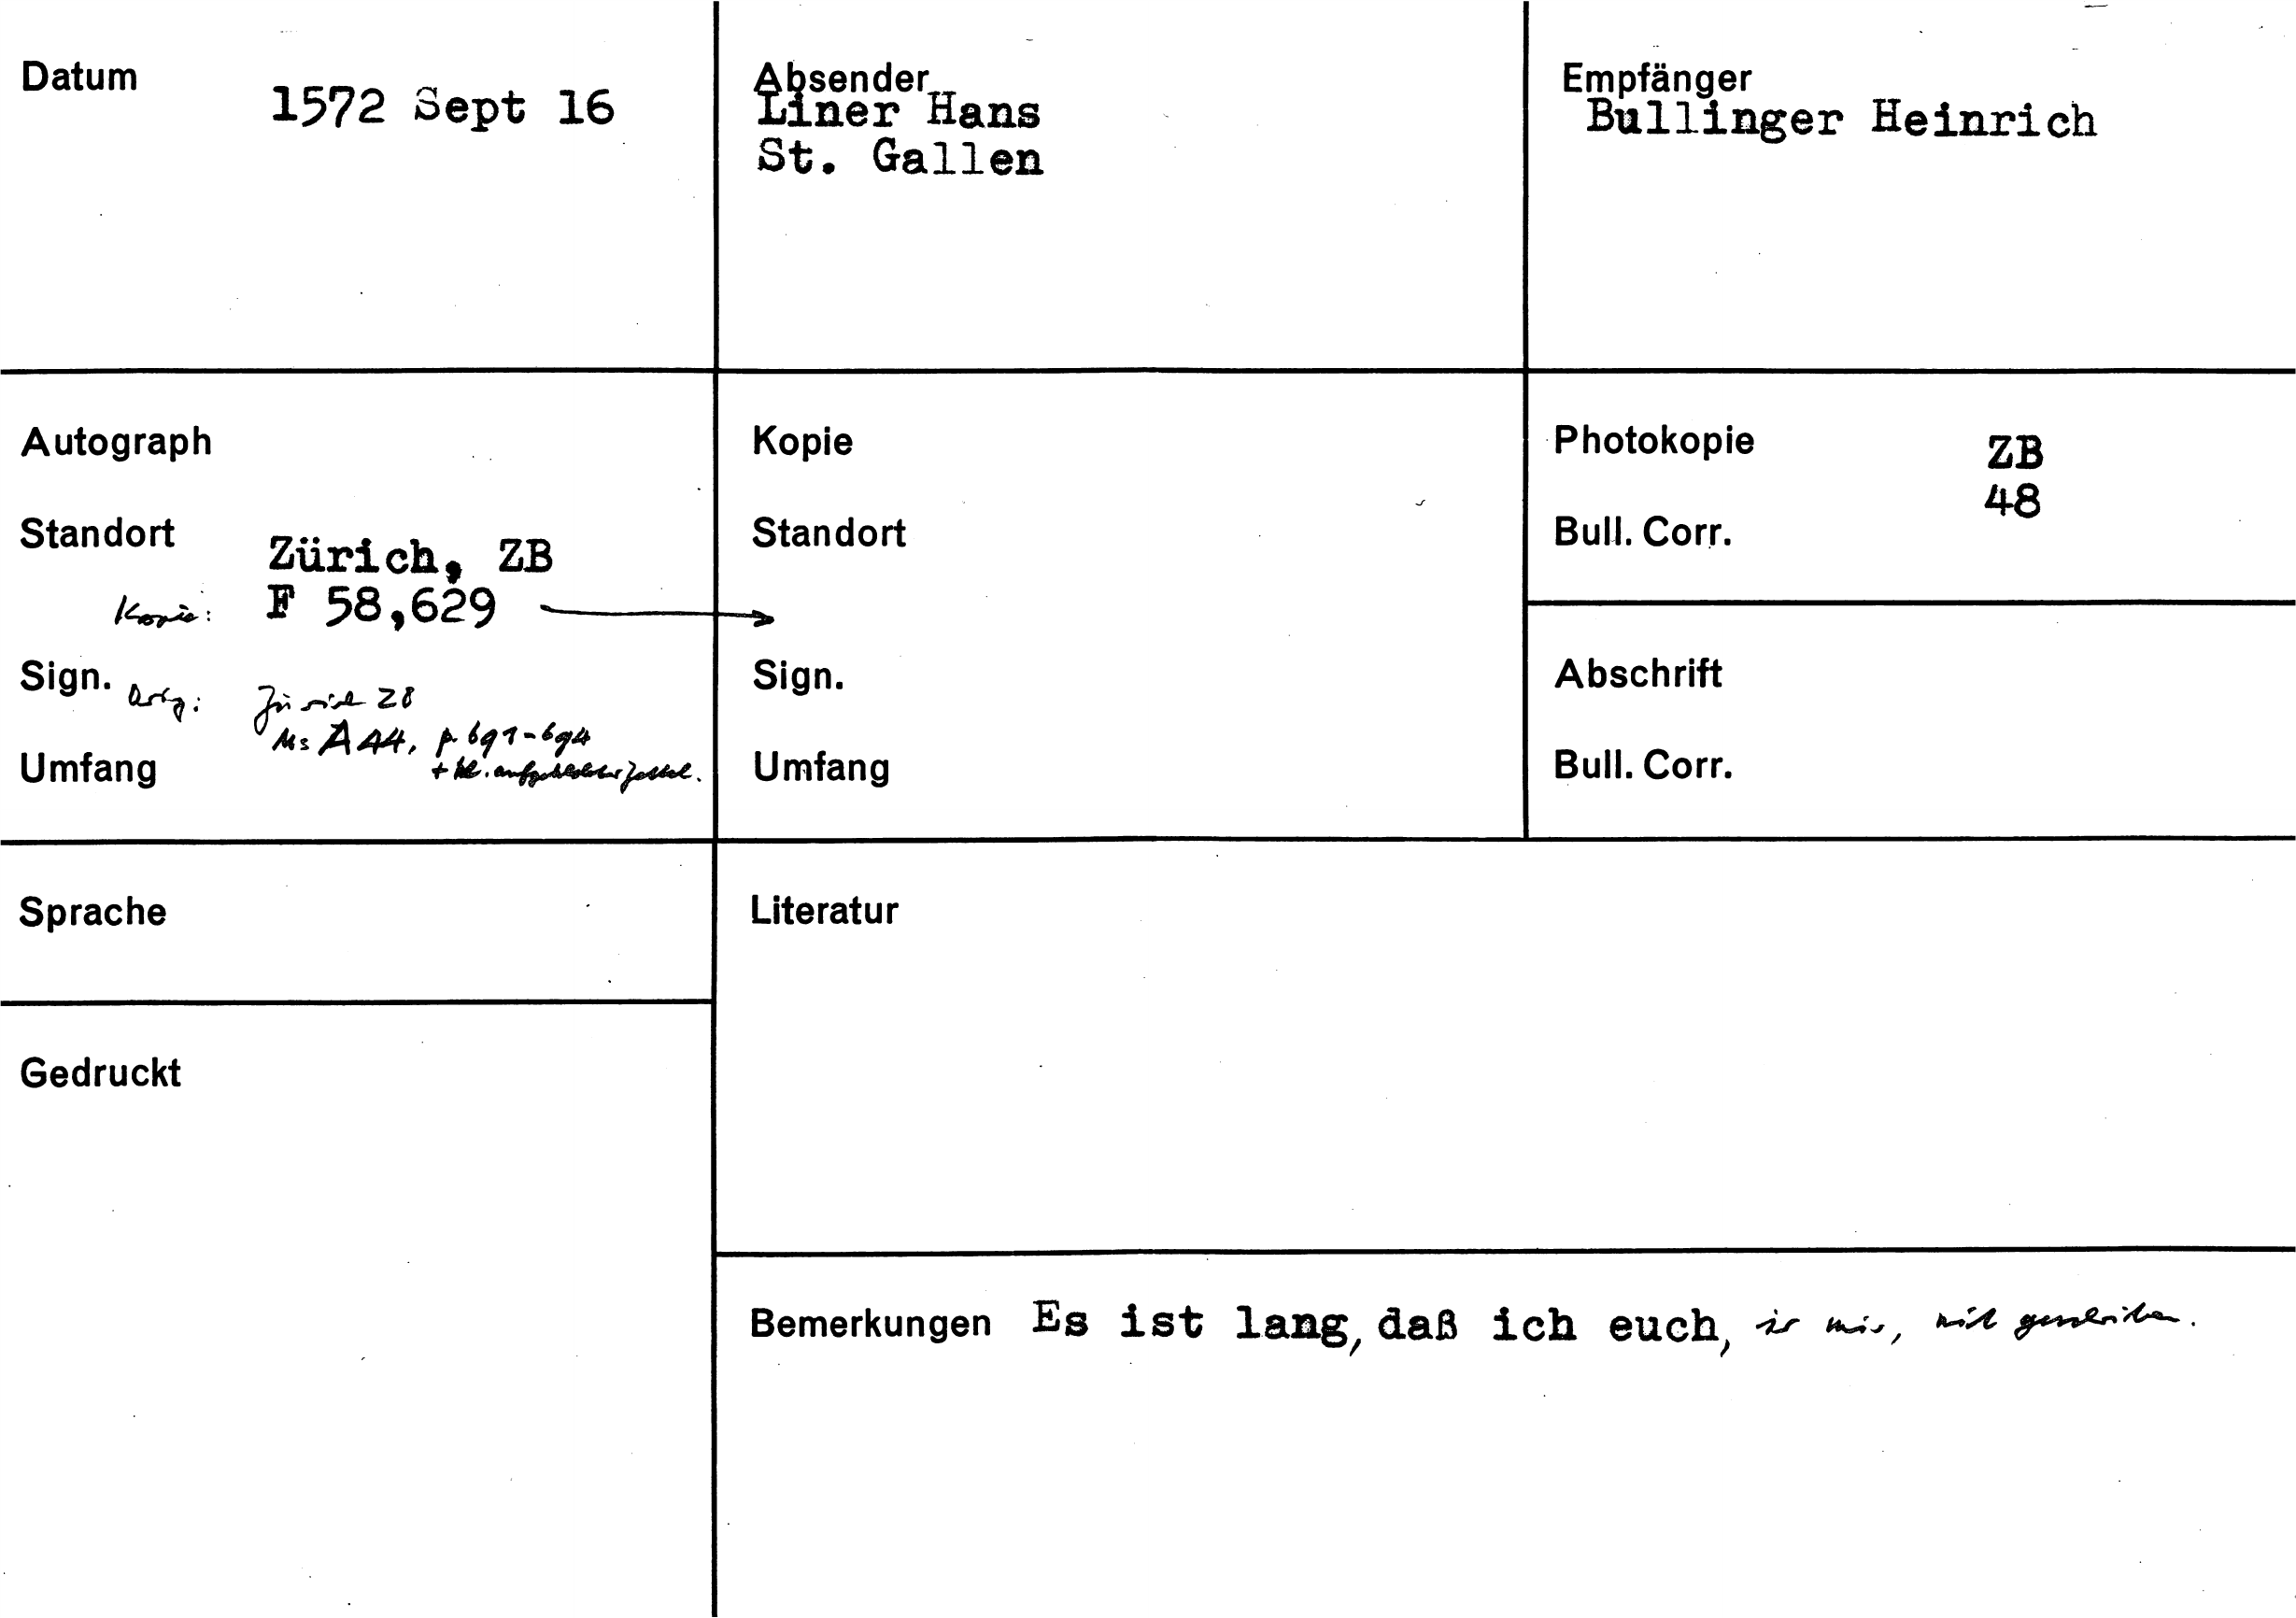 Datum
1572 Sept 16
Absender
Liner Hans
St. Gallen
Empfänger
Bullinger Heinrich
Autograph
Standort
Zürich, ZB
Kopie: F 58,629
Sign. Orig: Zürich ZB
Ms A 44, p. 691-694
Umfang
+ kl. aufgeklebter Zettel.
Kopie
Standort
Sign.
Umfang
Photokopie
ZB
48
Bull. Corr.
Abschrift
Bull. Corr.
Sprache
Gedruckt
Literatur
Bemerkungen Es ist lang, daß ich euch, ir mir, nit geschriben.